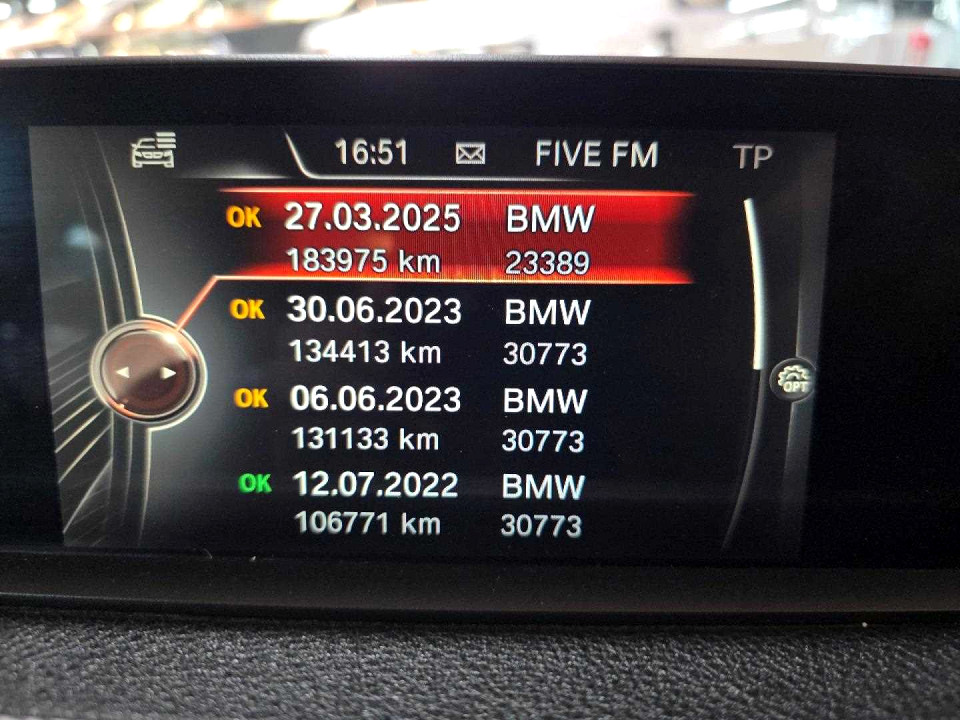 16:51 FIVE FM TP
OK 27.03.2025 BMW
183975 km 23389
OK 30.06.2023 BMW
134413 km 30773
OK 06.06.2023 BMW
131133 km 30773
OPT
OK 12.07.2022 BMW
106771 km 30773